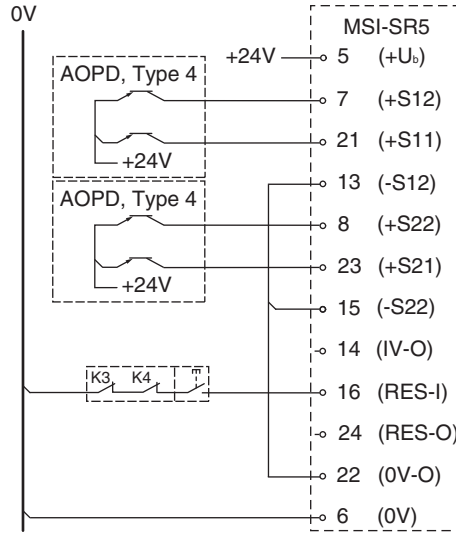 0V
MSI-SR5
+24V 5 (+Ub)
AOPD, Type 4
7 (+S12)
21 (+S11)
+24V
13 (-S12)
AOPD, Type 4
8 (+S22)
23 (+S21)
+24V
15 (-S22)
14 (IV-O)
K3 K4
16 (RES-I)
24 (RES-O)
22 (0V-O)
6 (0V)